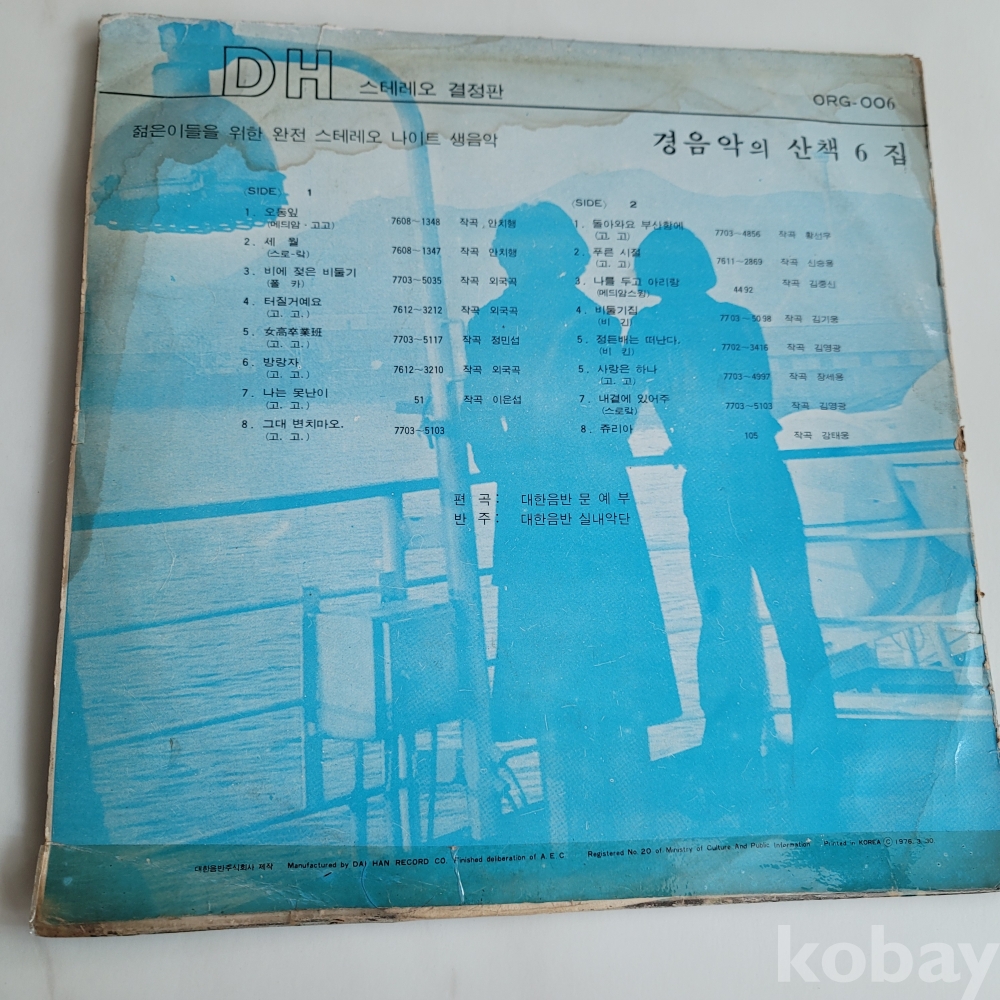 DH 스테레오 결정판
ORG-006
젊은이들을 위한 완전 스테레오 나이트 생음악
경음악의 산책 6 집
(SIDE) 1
1. 오동잎 7608~1348 작곡 안치행
(메듸암·고고)
2. 세 월 7608~1347 작곡 안치행
(스로·락)
3. 비에 젖은 비둘기 7703~5035 작곡 외국곡
(폴 카)
4. 터질거예요 7612~3212 작곡 외국곡
(고. 고.)
5. 女高卒業班 7703~5117 작곡 정민섭
(고. 고.)
6. 방랑자 7612~3210 작곡 외국곡
(고. 고.)
7. 나는 못난이 51 작곡 이은섭
(고. 고.)
8. 그대 변치마오. 7703~5103
(고. 고.)
(SIDE) 2
1. 돌아와요 부산항에 7703~4856 작곡 황선우
(고. 고)
2. 푸른 시절 7611~2869 작곡 신승용
(고. 고)
3. 나를 두고 아리랑 4492 작곡 김중신
(메듸암스윙)
4. 비둘기집 7703~5098 작곡 김기웅
(비 긴)
5. 정든배는 떠난다. 7702~3416 작곡 김영광
(비 긴)
5. 사랑은 하나 7703~4997 작곡 장세용
(고. 고)
7. 내곁에 있어주 7703~5103 작곡 김영광
(스로락)
8. 쥬리아 105 작곡 강태웅
편 곡: 대한음반 문 예 부
반 주: 대한음반 실내악단
대한음반주식회사 제작 Manufactured by DAI HAN RECORD CO. Finished deliberation of A.E.C. Registered No. 20 of Ministry of Culture And Public Information Printed in KOREA Ⓒ 1976. 3. 30.
kobay